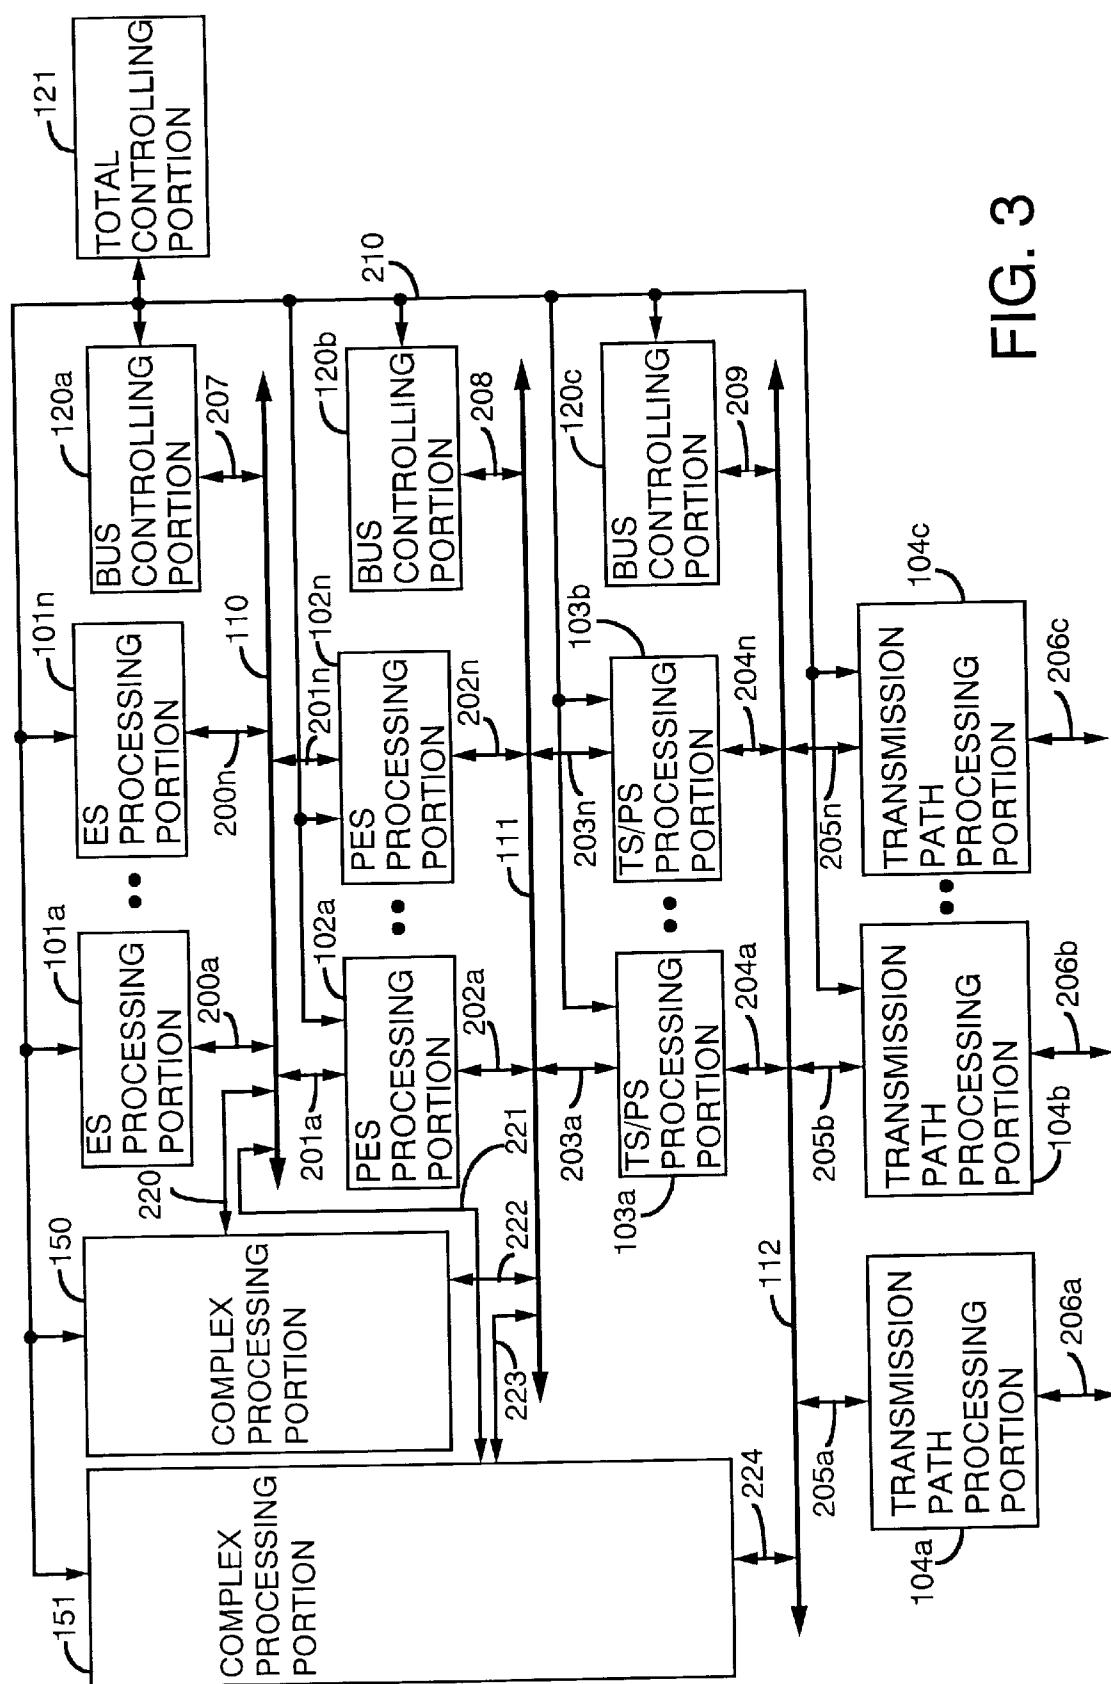 151
COMPLEX
PROCESSING
PORTION
150
COMPLEX
PROCESSING
PORTION
220
101a
ES
PROCESSING
PORTION
200a
101n
ES
PROCESSING
PORTION
200n
120a
BUS
CONTROLLING
PORTION
207
121
TOTAL
CONTROLLING
PORTION
110
201a
102a
PES
PROCESSING
PORTION
202a
201n
102n
PES
PROCESSING
PORTION
202n
120b
BUS
CONTROLLING
PORTION
208
210
221
222
223
111
203a
103a
TS/PS
PROCESSING
PORTION
204a
203n
103b
TS/PS
PROCESSING
PORTION
204n
120c
BUS
CONTROLLING
PORTION
209
224
112
205a
104a
TRANSMISSION
PATH
PROCESSING
PORTION
206a
205b
104b
TRANSMISSION
PATH
PROCESSING
PORTION
206b
205n
104c
TRANSMISSION
PATH
PROCESSING
PORTION
206c
FIG. 3